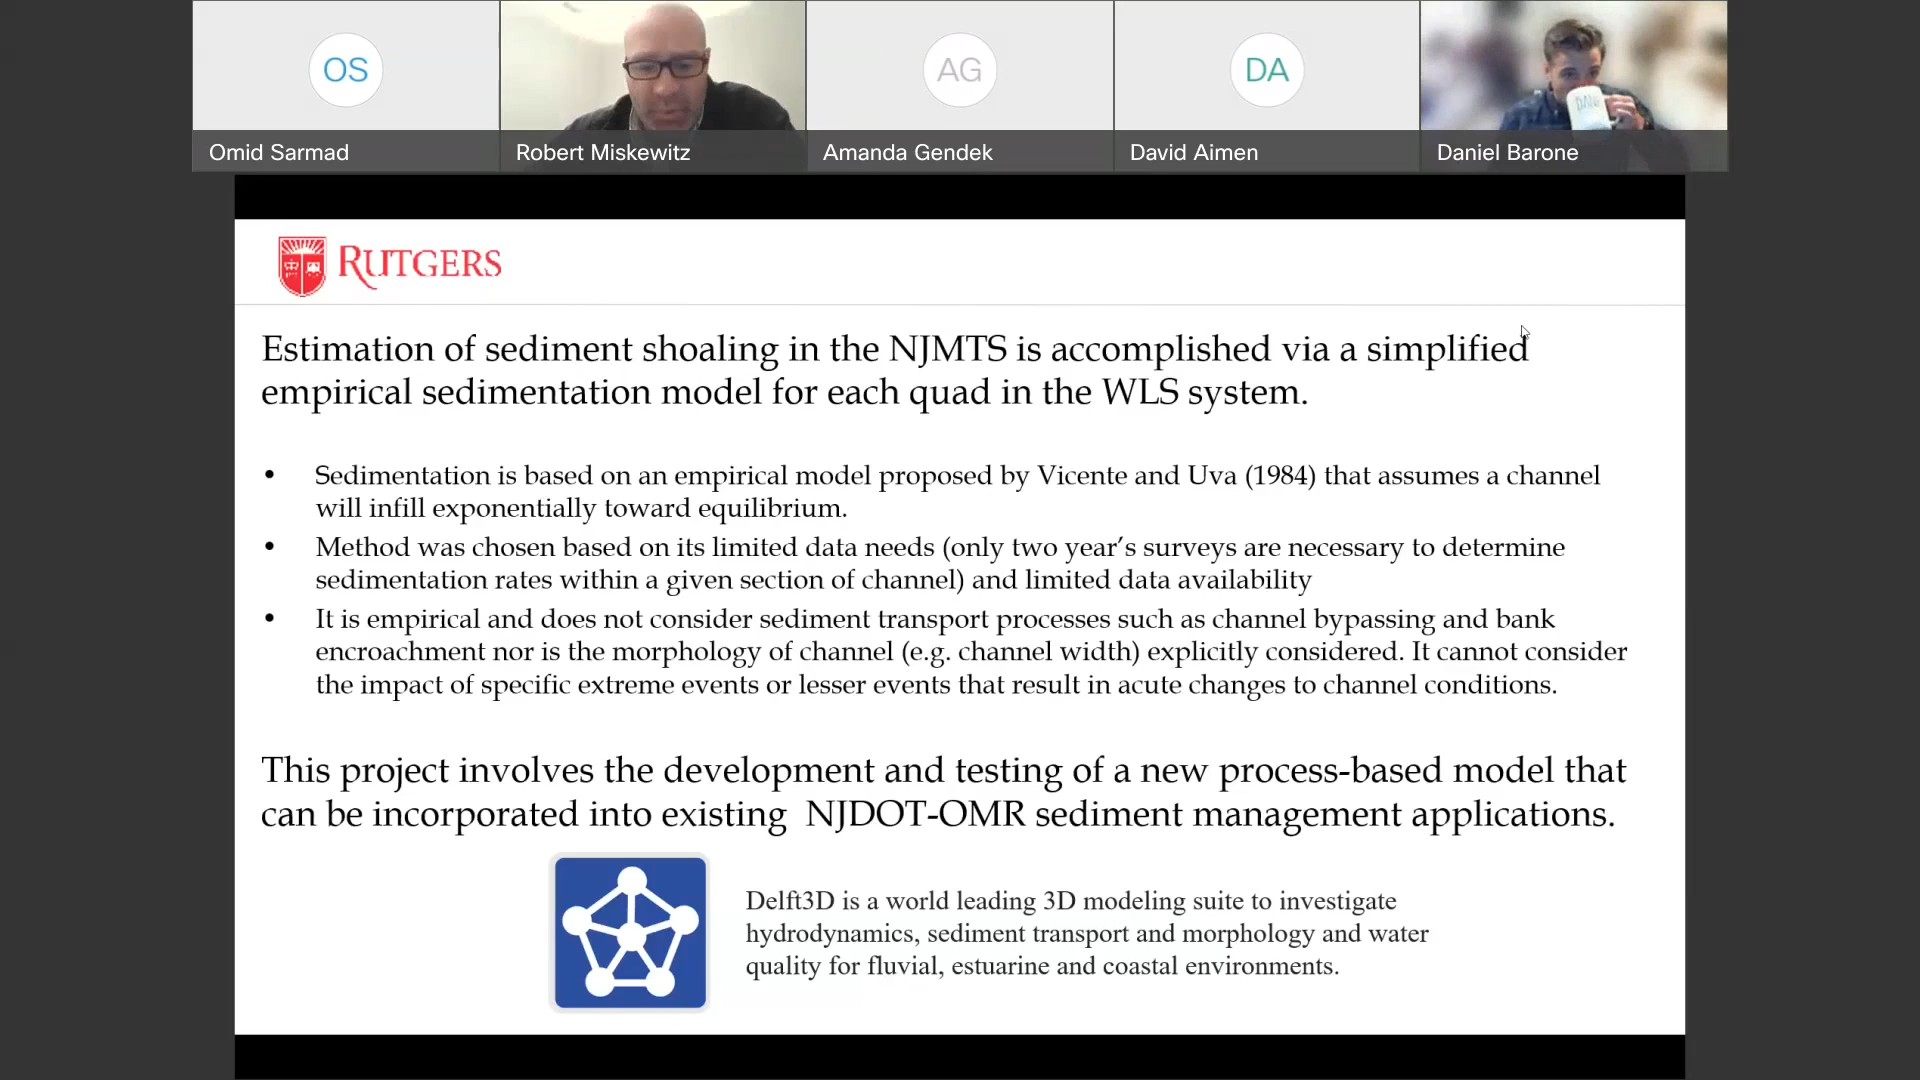 OS
AG
DA
DANI
Omid Sarmad
Robert Miskewitz
Amanda Gendek
David Aimen
Daniel Barone
RUTGERS
Estimation of sediment shoaling in the NJMTS is accomplished via a simplified
empirical sedimentation model for each quad in the WLS system.
• Sedimentation is based on an empirical model proposed by Vicente and Uva (1984) that assumes a channel
will infill exponentially toward equilibrium.
• Method was chosen based on its limited data needs (only two year’s surveys are necessary to determine
sedimentation rates within a given section of channel) and limited data availability
• It is empirical and does not consider sediment transport processes such as channel bypassing and bank
encroachment nor is the morphology of channel (e.g. channel width) explicitly considered. It cannot consider
the impact of specific extreme events or lesser events that result in acute changes to channel conditions.
This project involves the development and testing of a new process-based model that
can be incorporated into existing NJDOT-OMR sediment management applications.
Delft3D is a world leading 3D modeling suite to investigate
hydrodynamics, sediment transport and morphology and water
quality for fluvial, estuarine and coastal environments.